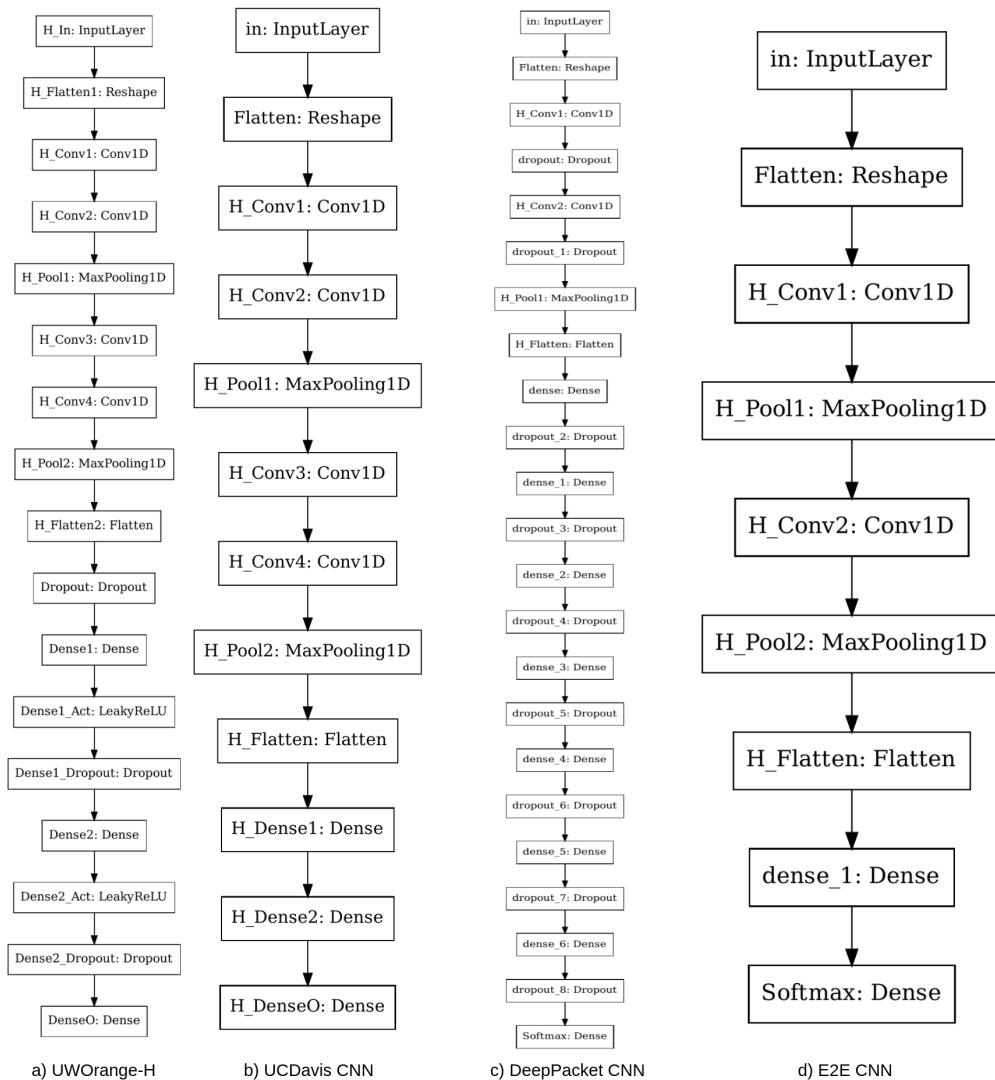 H_In: InputLayer
H_Flatten1: Reshape
H_Conv1: Conv1D
H_Conv2: Conv1D
H_Pool1: MaxPooling1D
H_Conv3: Conv1D
H_Conv4: Conv1D
H_Pool2: MaxPooling1D
H_Flatten2: Flatten
Dropout: Dropout
Dense1: Dense
Dense1_Act: LeakyReLU
Dense1_Dropout: Dropout
Dense2: Dense
Dense2_Act: LeakyReLU
Dense2_Dropout: Dropout
DenseO: Dense
a) UWOrange-H
in: InputLayer
Flatten: Reshape
H_Conv1: Conv1D
H_Conv2: Conv1D
H_Pool1: MaxPooling1D
H_Conv3: Conv1D
H_Conv4: Conv1D
H_Pool2: MaxPooling1D
H_Flatten: Flatten
H_Dense1: Dense
H_Dense2: Dense
H_DenseO: Dense
b) UCDavis CNN
in: InputLayer
Flatten: Reshape
H_Conv1: Conv1D
dropout: Dropout
H_Conv2: Conv1D
dropout_1: Dropout
H_Pool1: MaxPooling1D
H_Flatten: Flatten
dense: Dense
dropout_2: Dropout
dense_1: Dense
dropout_3: Dropout
dense_2: Dense
dropout_4: Dropout
dense_3: Dense
dropout_5: Dropout
dense_4: Dense
dropout_6: Dropout
dense_5: Dense
dropout_7: Dropout
dense_6: Dense
dropout_8: Dropout
Softmax: Dense
c) DeepPacket CNN
in: InputLayer
Flatten: Reshape
H_Conv1: Conv1D
H_Pool1: MaxPooling1D
H_Conv2: Conv1D
H_Pool2: MaxPooling1D
H_Flatten: Flatten
dense_1: Dense
Softmax: Dense
d) E2E CNN